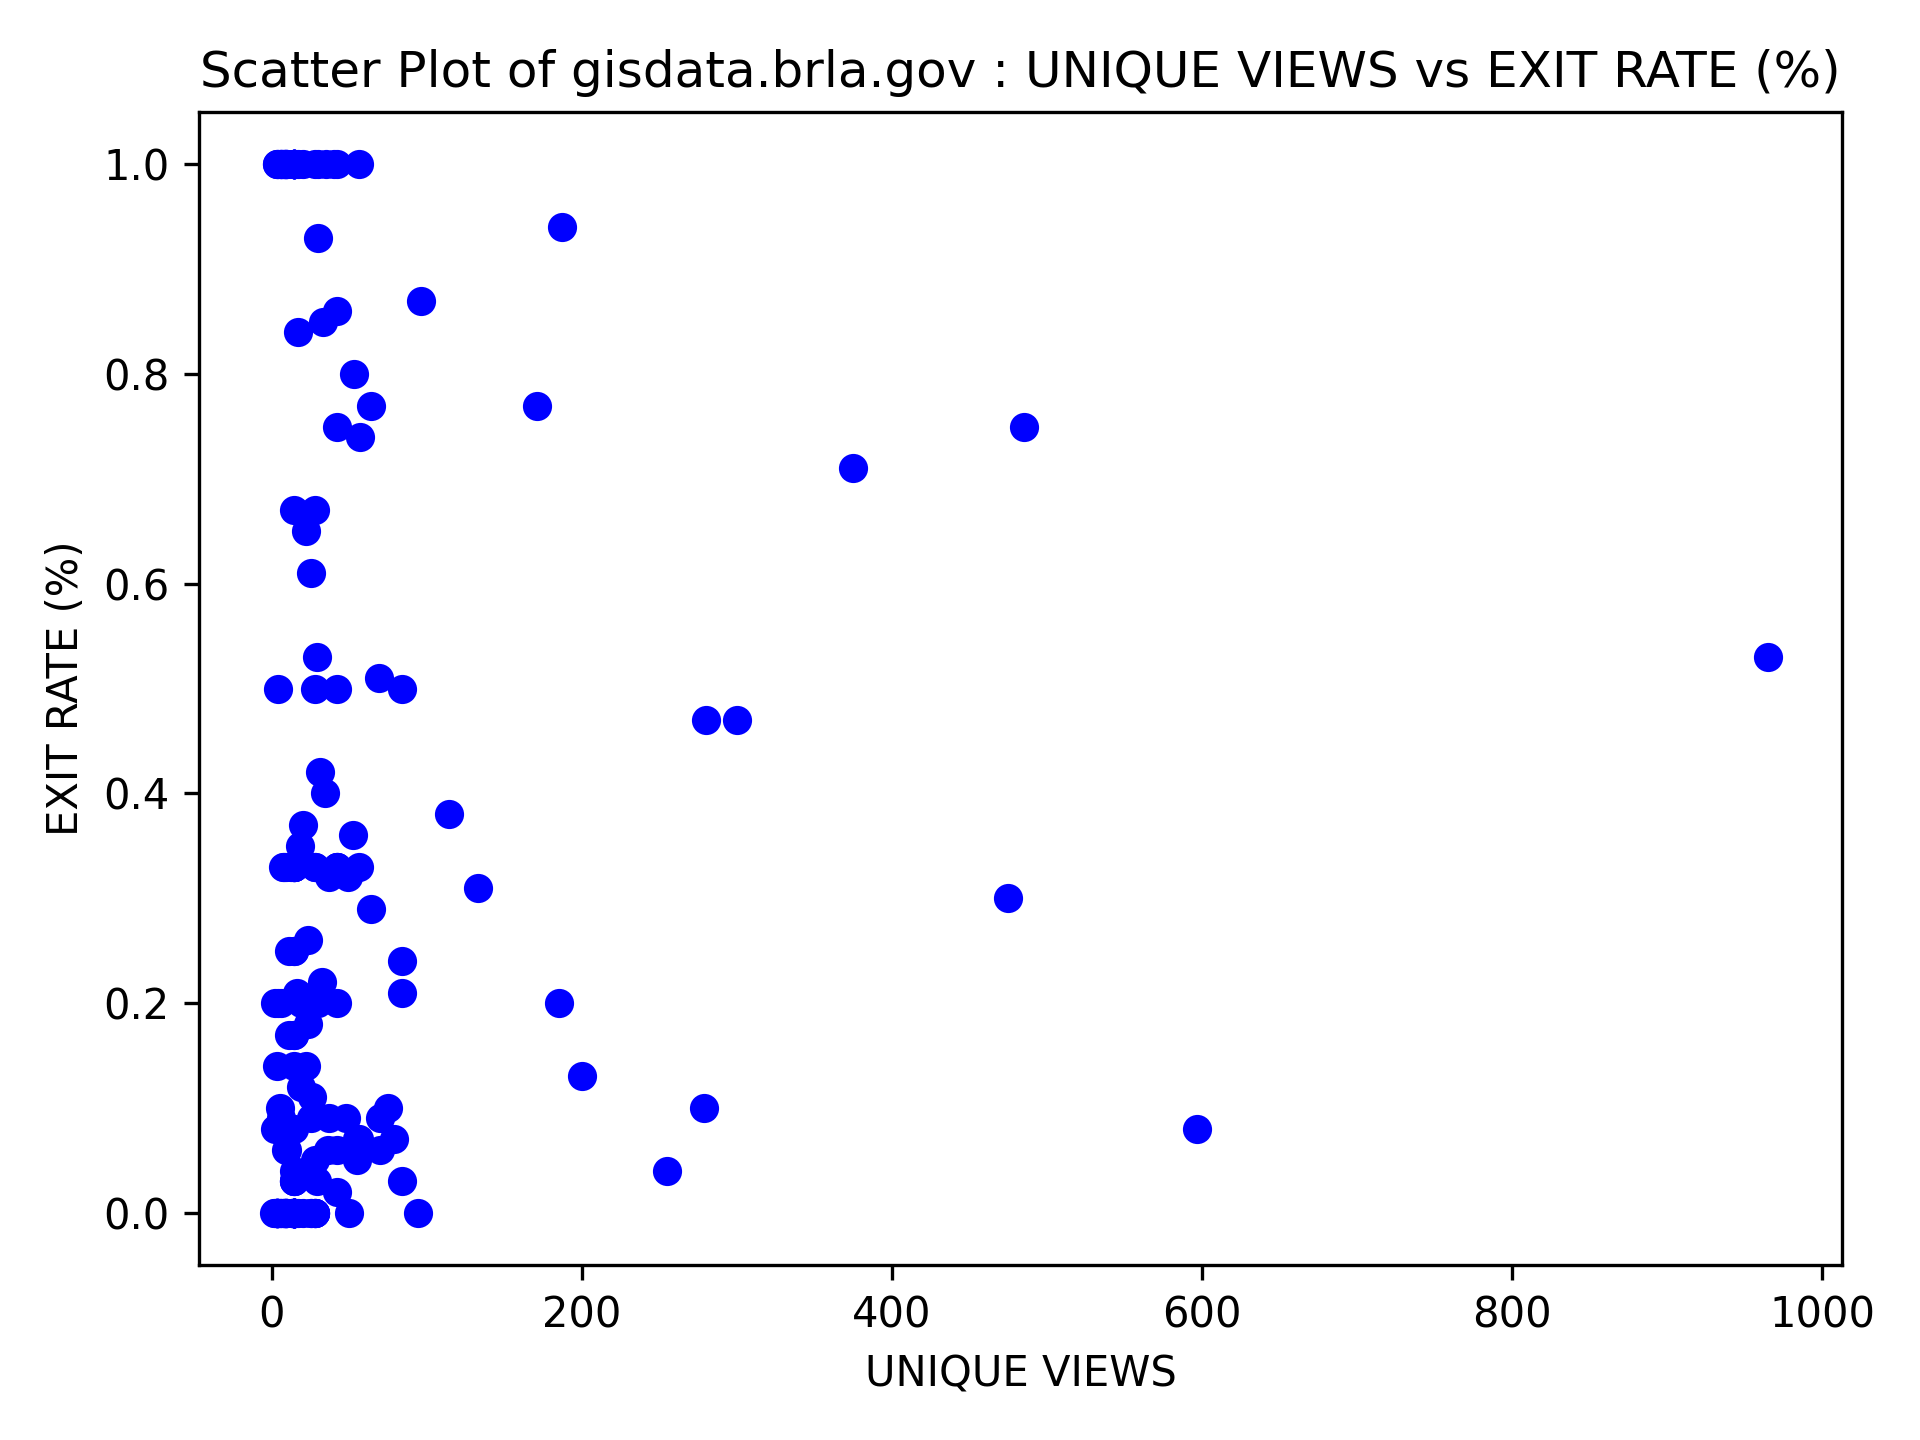 Scatter Plot of gisdata.brla.gov : UNIQUE VIEWS vs EXIT RATE (%)
1.0
0.8
0.6
0.4
0.2
0.0
EXIT RATE (%)
0 200 400 600 800 1000
UNIQUE VIEWS